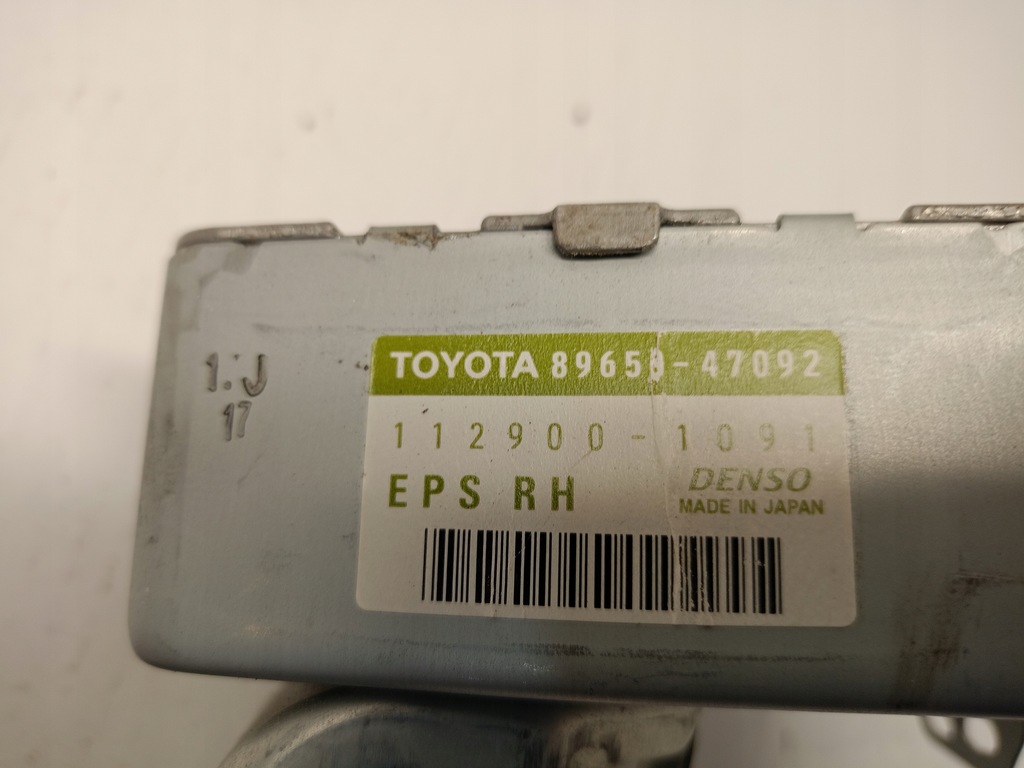 1.J
17
TOYOTA 89650-47092
112900-1091
EPS RH
DENSO
MADE IN JAPAN